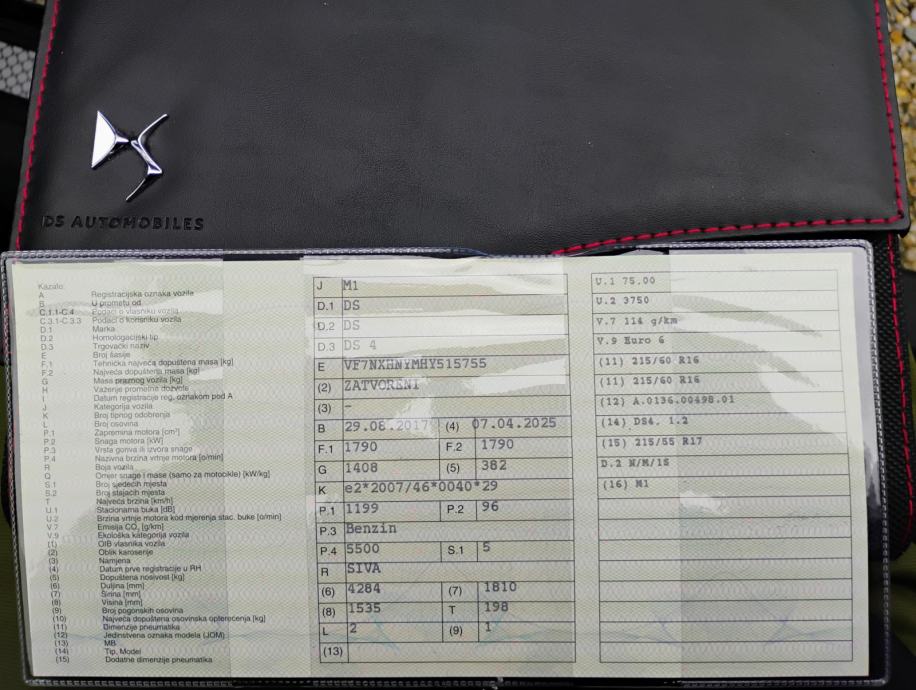 DS AUTOMOBILES
Kazalo:
A Registracijska oznaka vozila
B U prometu od
C.1.1-C.4 Podaci o vlasniku vozila
C.3.1-C.3.3 Podaci o korisniku vozila
D.1 Marka
D.2 Homologacijski tip
D.3 Trgovački naziv
E Broj šasije
F.1 Tehnička najveća dopuštena masa [kg]
F.2 Najveća dopuštena masa [kg]
G Masa praznog vozila [kg]
H Važenje prometne dozvole
I Datum registracije reg. oznakom pod A
J Kategorija vozila
K Broj tipnog odobrenja
L Broj osovina
P.1 Zapremina motora [cm³]
P.2 Snaga motora [kW]
P.3 Vrsta goriva ili izvora snage
P.4 Nazivna brzina vrtnje motora [o/min]
R Boja vozila
Q Omjer snage i mase (samo za motocikle) [kW/kg]
S.1 Broj sjedećih mjesta
S.2 Broj stajaćih mjesta
T Najveća brzina [km/h]
U.1 Stacionarna buka [dB]
U.2 Brzina vrtnje motora kod mjerenja stac. buke [o/min]
V.7 Emisija CO₂ [g/km]
V.9 Ekološka kategorija vozila
(1) OIB vlasnika vozila
(2) Oblik karoserije
(3) Namjena
(4) Datum prve registracije u RH
(5) Dopuštena nosivost [kg]
(6) Duljina [mm]
(7) Širina [mm]
(8) Visina [mm]
(9) Broj pogonskih osovina
(10) Najveća dopuštena osovinska opterećenja [kg]
(11) Dimenzije pneumatika
(12) Jedinstvena oznaka modela (JOM)
(13) MB
(14) Tip, Model
(15) Dodatne dimenzije pneumatika
J M1
D.1 DS
D.2 DS
D.3 DS 4
E VF7NXHNYMHY515755
(2) ZATVORENI
(3) -
B 29.08.2017 (4) 07.04.2025
F.1 1790 F.2 1790
G 1408 (5) 382
K e2*2007/46*0040*29
P.1 1199 P.2 96
P.3 Benzin
P.4 5500 S.1 5
R SIVA
(6) 4284 (7) 1810
(8) 1535 T 198
L 2 (9) 1
(13)
U.1 75,00
U.2 3750
V.7 114 g/km
V.9 Euro 6
(11) 215/60 R16
(11) 215/60 R16
(12) A.0136.00498.01
(14) DS4, 1.2
(15) 215/55 R17
D.2 N/M/1S
(16) M1